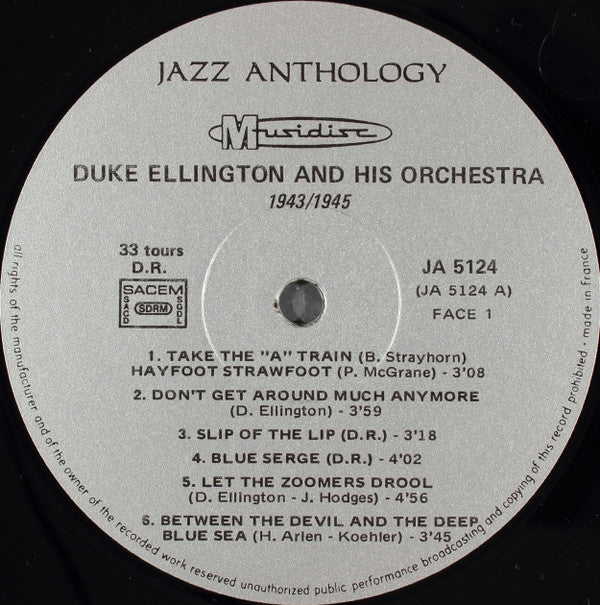 JAZZ ANTHOLOGY
Musidisc
DUKE ELLINGTON AND HIS ORCHESTRA
1943/1945
33 tours
D.R.
SACEM
SACD SDRM SGDL
JA 5124
(JA 5124 A)
FACE 1
1. TAKE THE "A" TRAIN (B. Strayhorn)
HAYFOOT STRAWFOOT (P. McGrane) - 3'08
2. DON'T GET AROUND MUCH ANYMORE
(D. Ellington) - 3'59
3. SLIP OF THE LIP (D.R.) - 3'18
4. BLUE SERGE (D.R.) - 4'02
5. LET THE ZOOMERS DROOL
(D. Ellington - J. Hodges) - 4'56
6. BETWEEN THE DEVIL AND THE DEEP
BLUE SEA (H. Arlen - Koehler) - 3'45
all rights of the manufacturer and of the owner of the recorded work reserved unauthorized public performance broadcasting and copying of this record prohibited • made in france